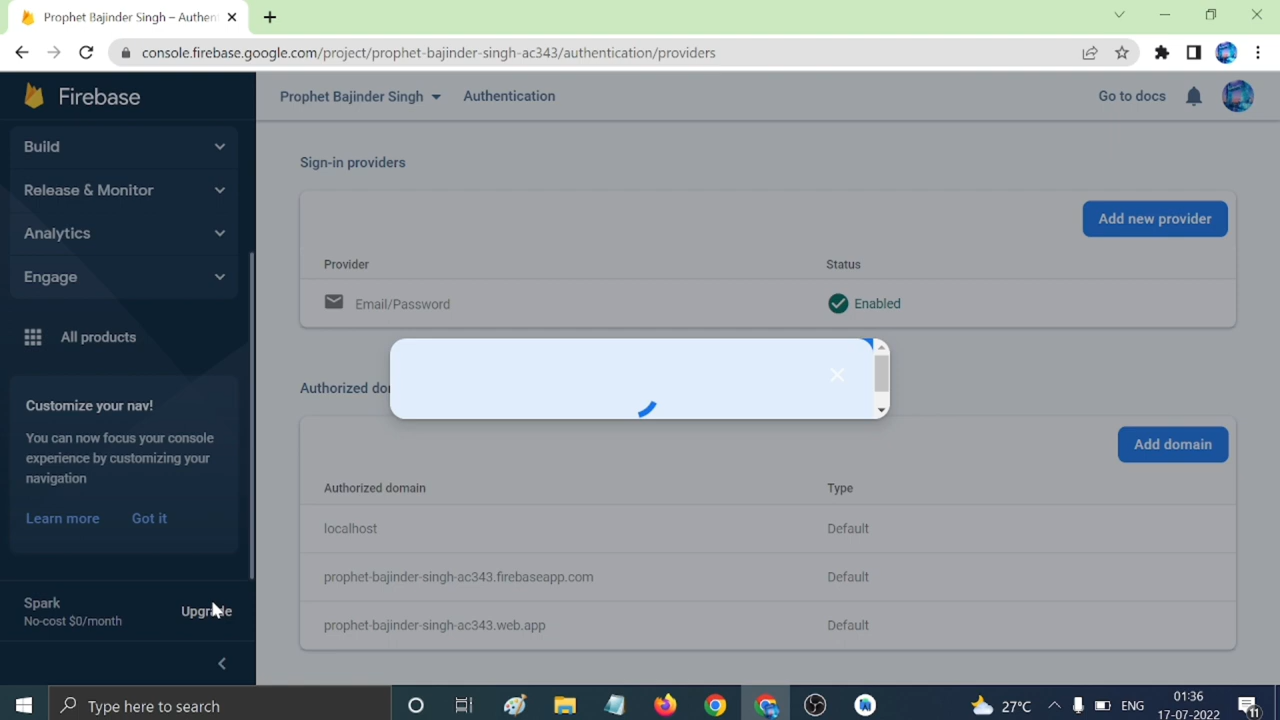 Prophet Bajinder Singh – Authen
console.firebase.google.com/project/prophet-bajinder-singh-ac343/authentication/providers
Firebase
Prophet Bajinder Singh
Authentication
Go to docs
Build
Release & Monitor
Analytics
Engage
All products
Customize your nav!
You can now focus your console
experience by customizing your
navigation
Learn more
Got it
Spark
No-cost $0/month
Upgrade
Sign-in providers
Add new provider
Provider
Status
Email/Password
Enabled
Authorized do
Add domain
Authorized domain
Type
localhost
Default
prophet-bajinder-singh-ac343.firebaseapp.com
Default
prophet-bajinder-singh-ac343.web.app
Default
Type here to search
27°C
ENG
01:36
17-07-2022
11